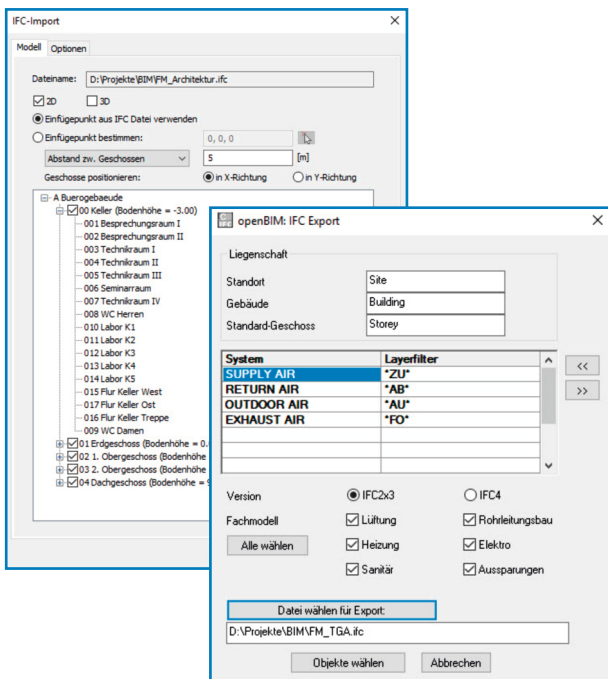 IFC-Import
Modell Optionen
Dateiname: D:\Projekte\BIM\FM_Architektur.ifc
2D 3D
Einfügepunkt aus IFC Datei verwenden
Einfügepunkt bestimmen: 0, 0, 0
Abstand zw. Geschossen 5 [m]
Geschosse positionieren: in X-Richtung in Y-Richtung
A Buerogebaeude
00 Keller (Bodenhöhe = -3.00)
001 Besprechungsraum I
002 Besprechungsraum II
003 Technikraum I
004 Technikraum II
005 Technikraum III
006 Seminarraum
007 Technikraum IV
008 WC Herren
010 Labor K1
011 Labor K2
012 Labor K3
013 Labor K4
014 Labor K5
015 Flur Keller West
017 Flur Keller Ost
016 Flur Keller Treppe
009 WC Damen
01 Erdgeschoss (Bodenhöhe = 0.
02 1. Obergeschoss (Bodenhöhe
03 2. Obergeschoss (Bodenhöhe
04 Dachgeschoss (Bodenhöhe =
openBIM: IFC Export
Liegenschaft
Standort Site
Gebäude Building
Standard-Geschoss Storey
System Layerfilter
SUPPLY AIR *ZU*
RETURN AIR *AB*
OUTDOOR AIR *AU*
EXHAUST AIR *FO*
<<
>>
Version IFC2x3 IFC4
Fachmodell Lüftung Rohrleitungsbau
Alle wählen Heizung Elektro
Sanitär Aussparungen
Datei wählen für Export:
D:\Projekte\BIM\FM_TGA.ifc
Objekte wählen Abbrechen